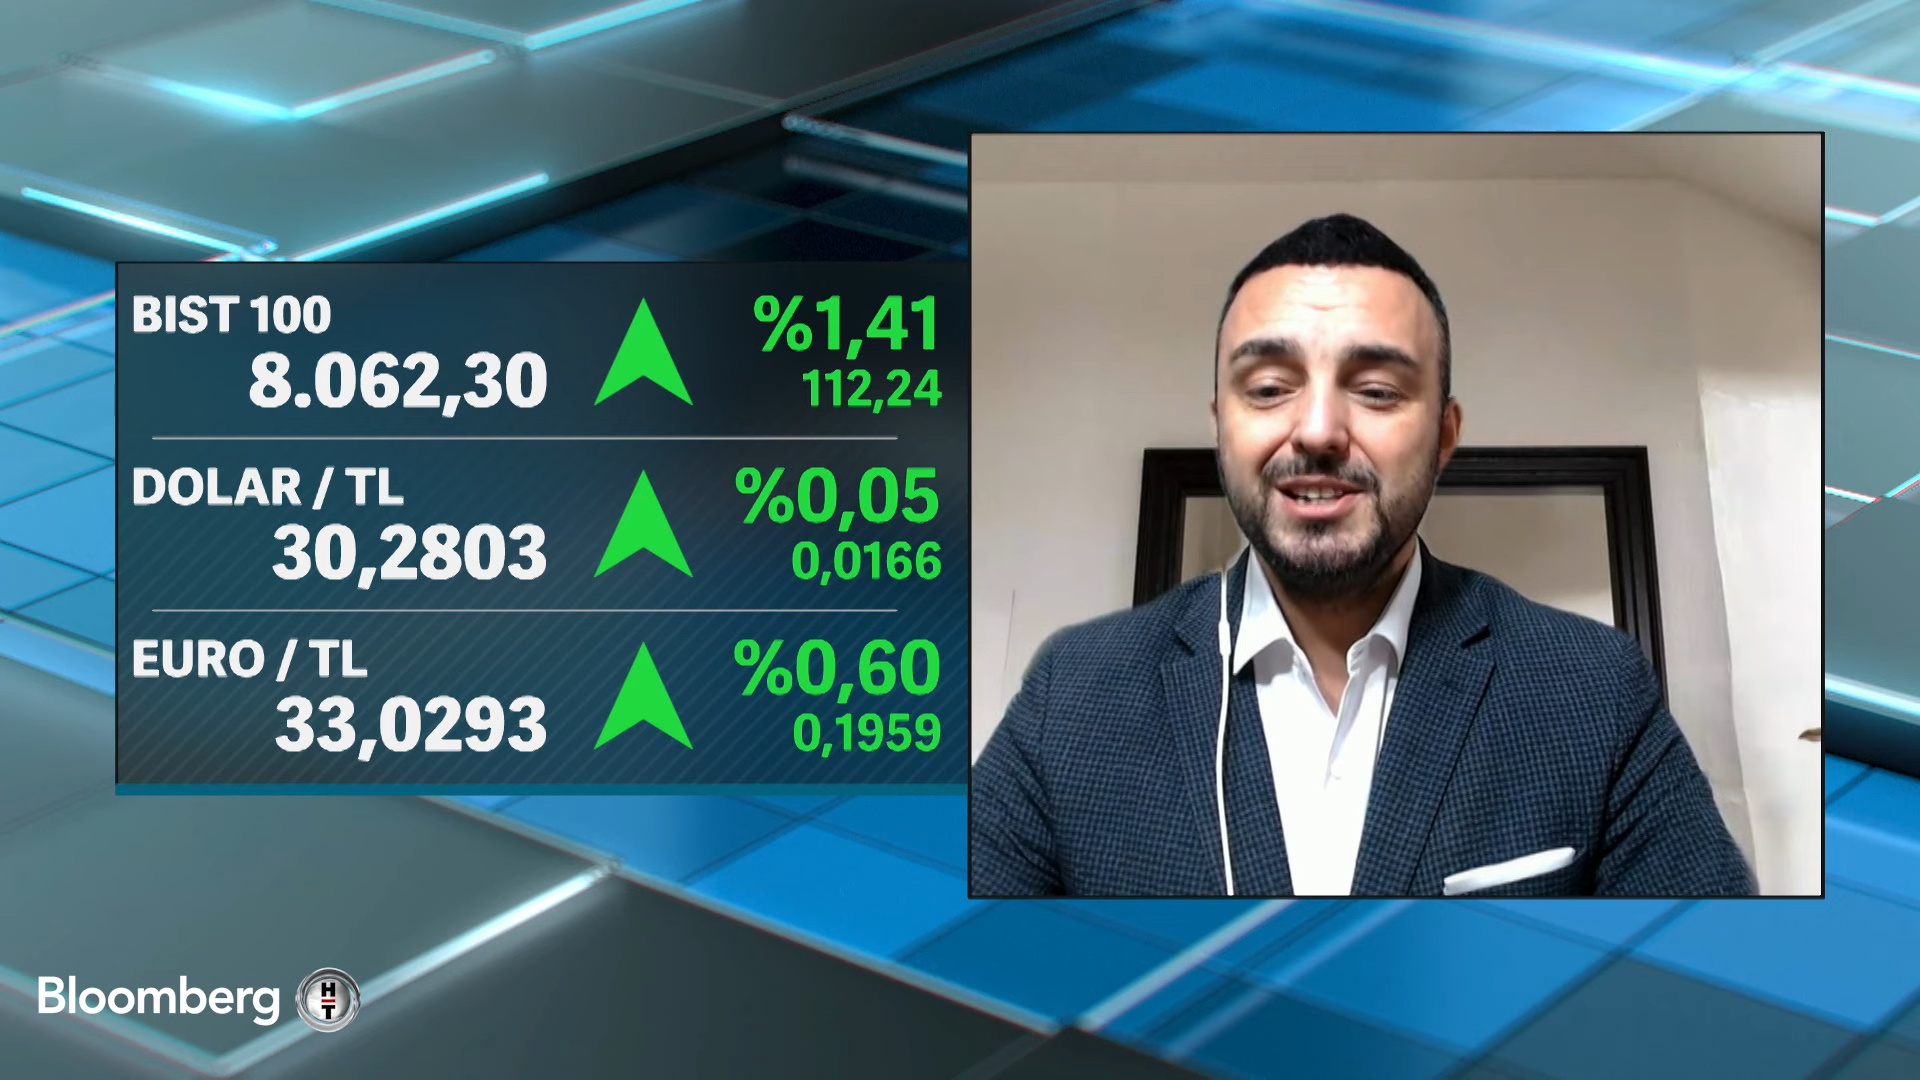 BIST 100
8.062,30
%1,41
112,24
DOLAR / TL
30,2803
%0,05
0,0166
EURO / TL
33,0293
%0,60
0,1959
Bloomberg HT